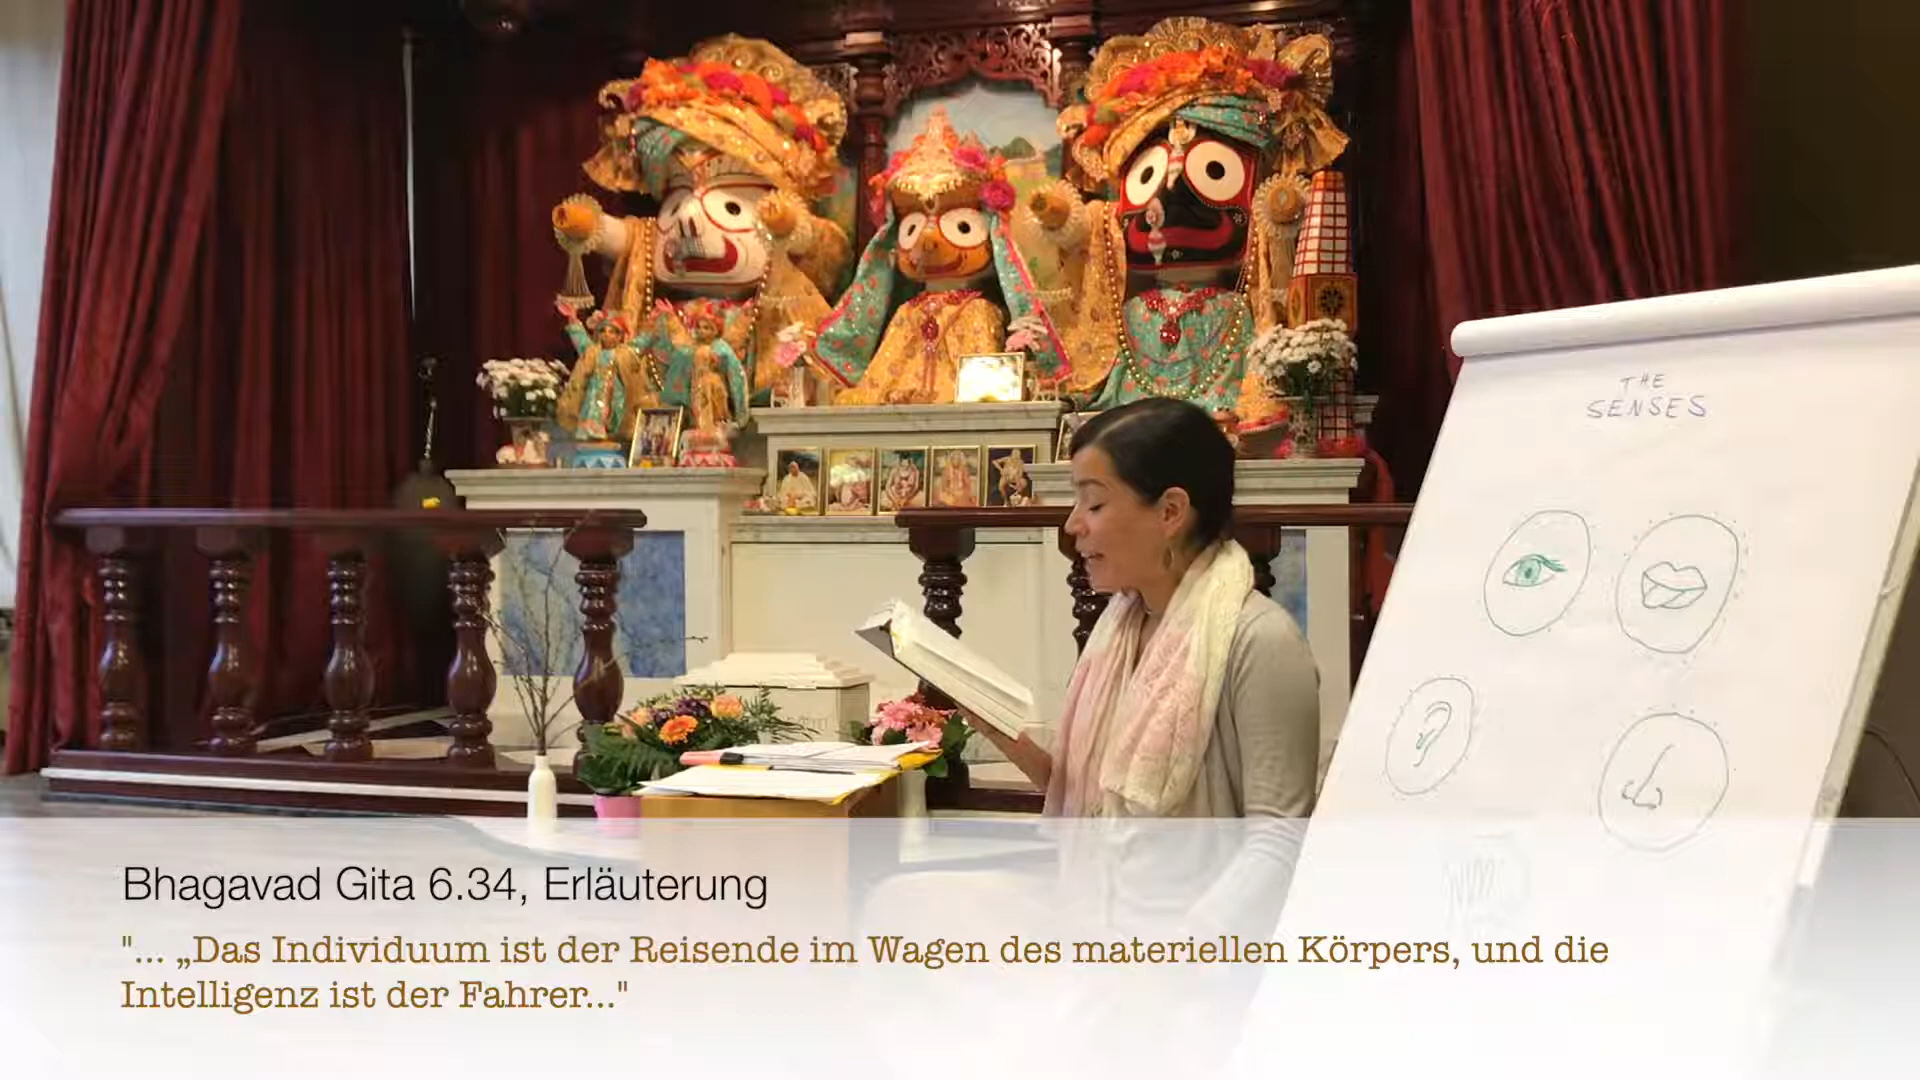 THE
SENSES
Bhagavad Gita 6.34, Erläuterung
"... „Das Individuum ist der Reisende im Wagen des materiellen Körpers, und die
Intelligenz ist der Fahrer..."